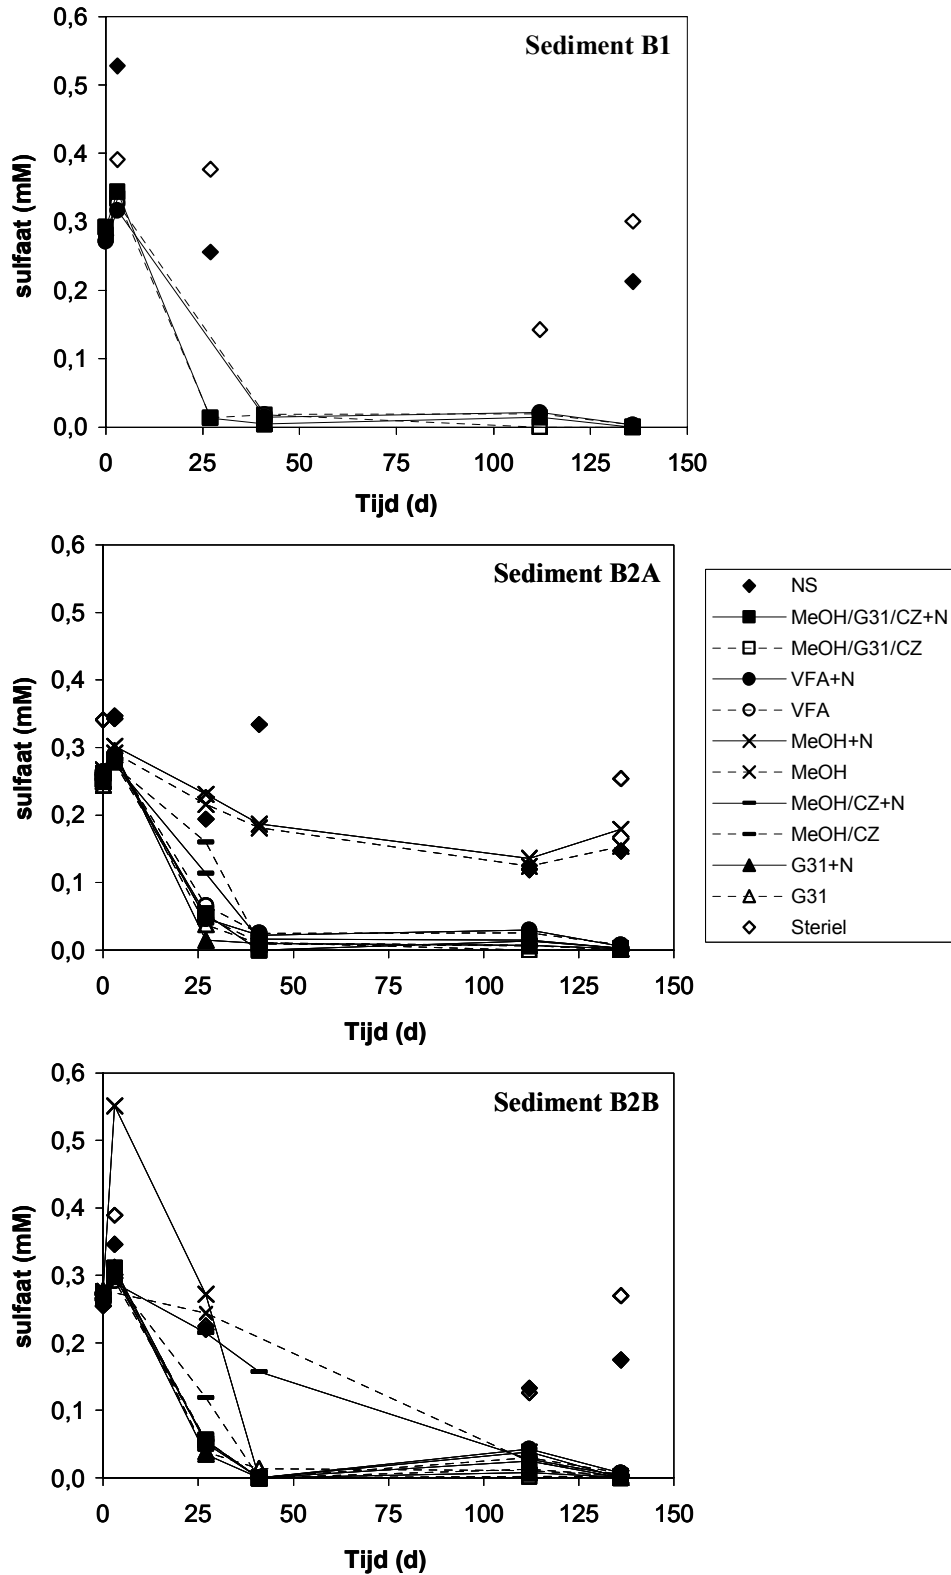 Sediment B1
0,6
0,5
0,4
0,3
0,2
0,1
0,0
sulfaat (mM)
0 25 50 75 100 125 150
Tijd (d)
Sediment B2A
0,6
0,5
0,4
0,3
0,2
0,1
0,0
sulfaat (mM)
0 25 50 75 100 125 150
Tijd (d)
NS
MeOH/G31/CZ+N
MeOH/G31/CZ
VFA+N
VFA
MeOH+N
MeOH
MeOH/CZ+N
MeOH/CZ
G31+N
G31
Steriel
Sediment B2B
0,6
0,5
0,4
0,3
0,2
0,1
0,0
sulfaat (mM)
0 25 50 75 100 125 150
Tijd (d)